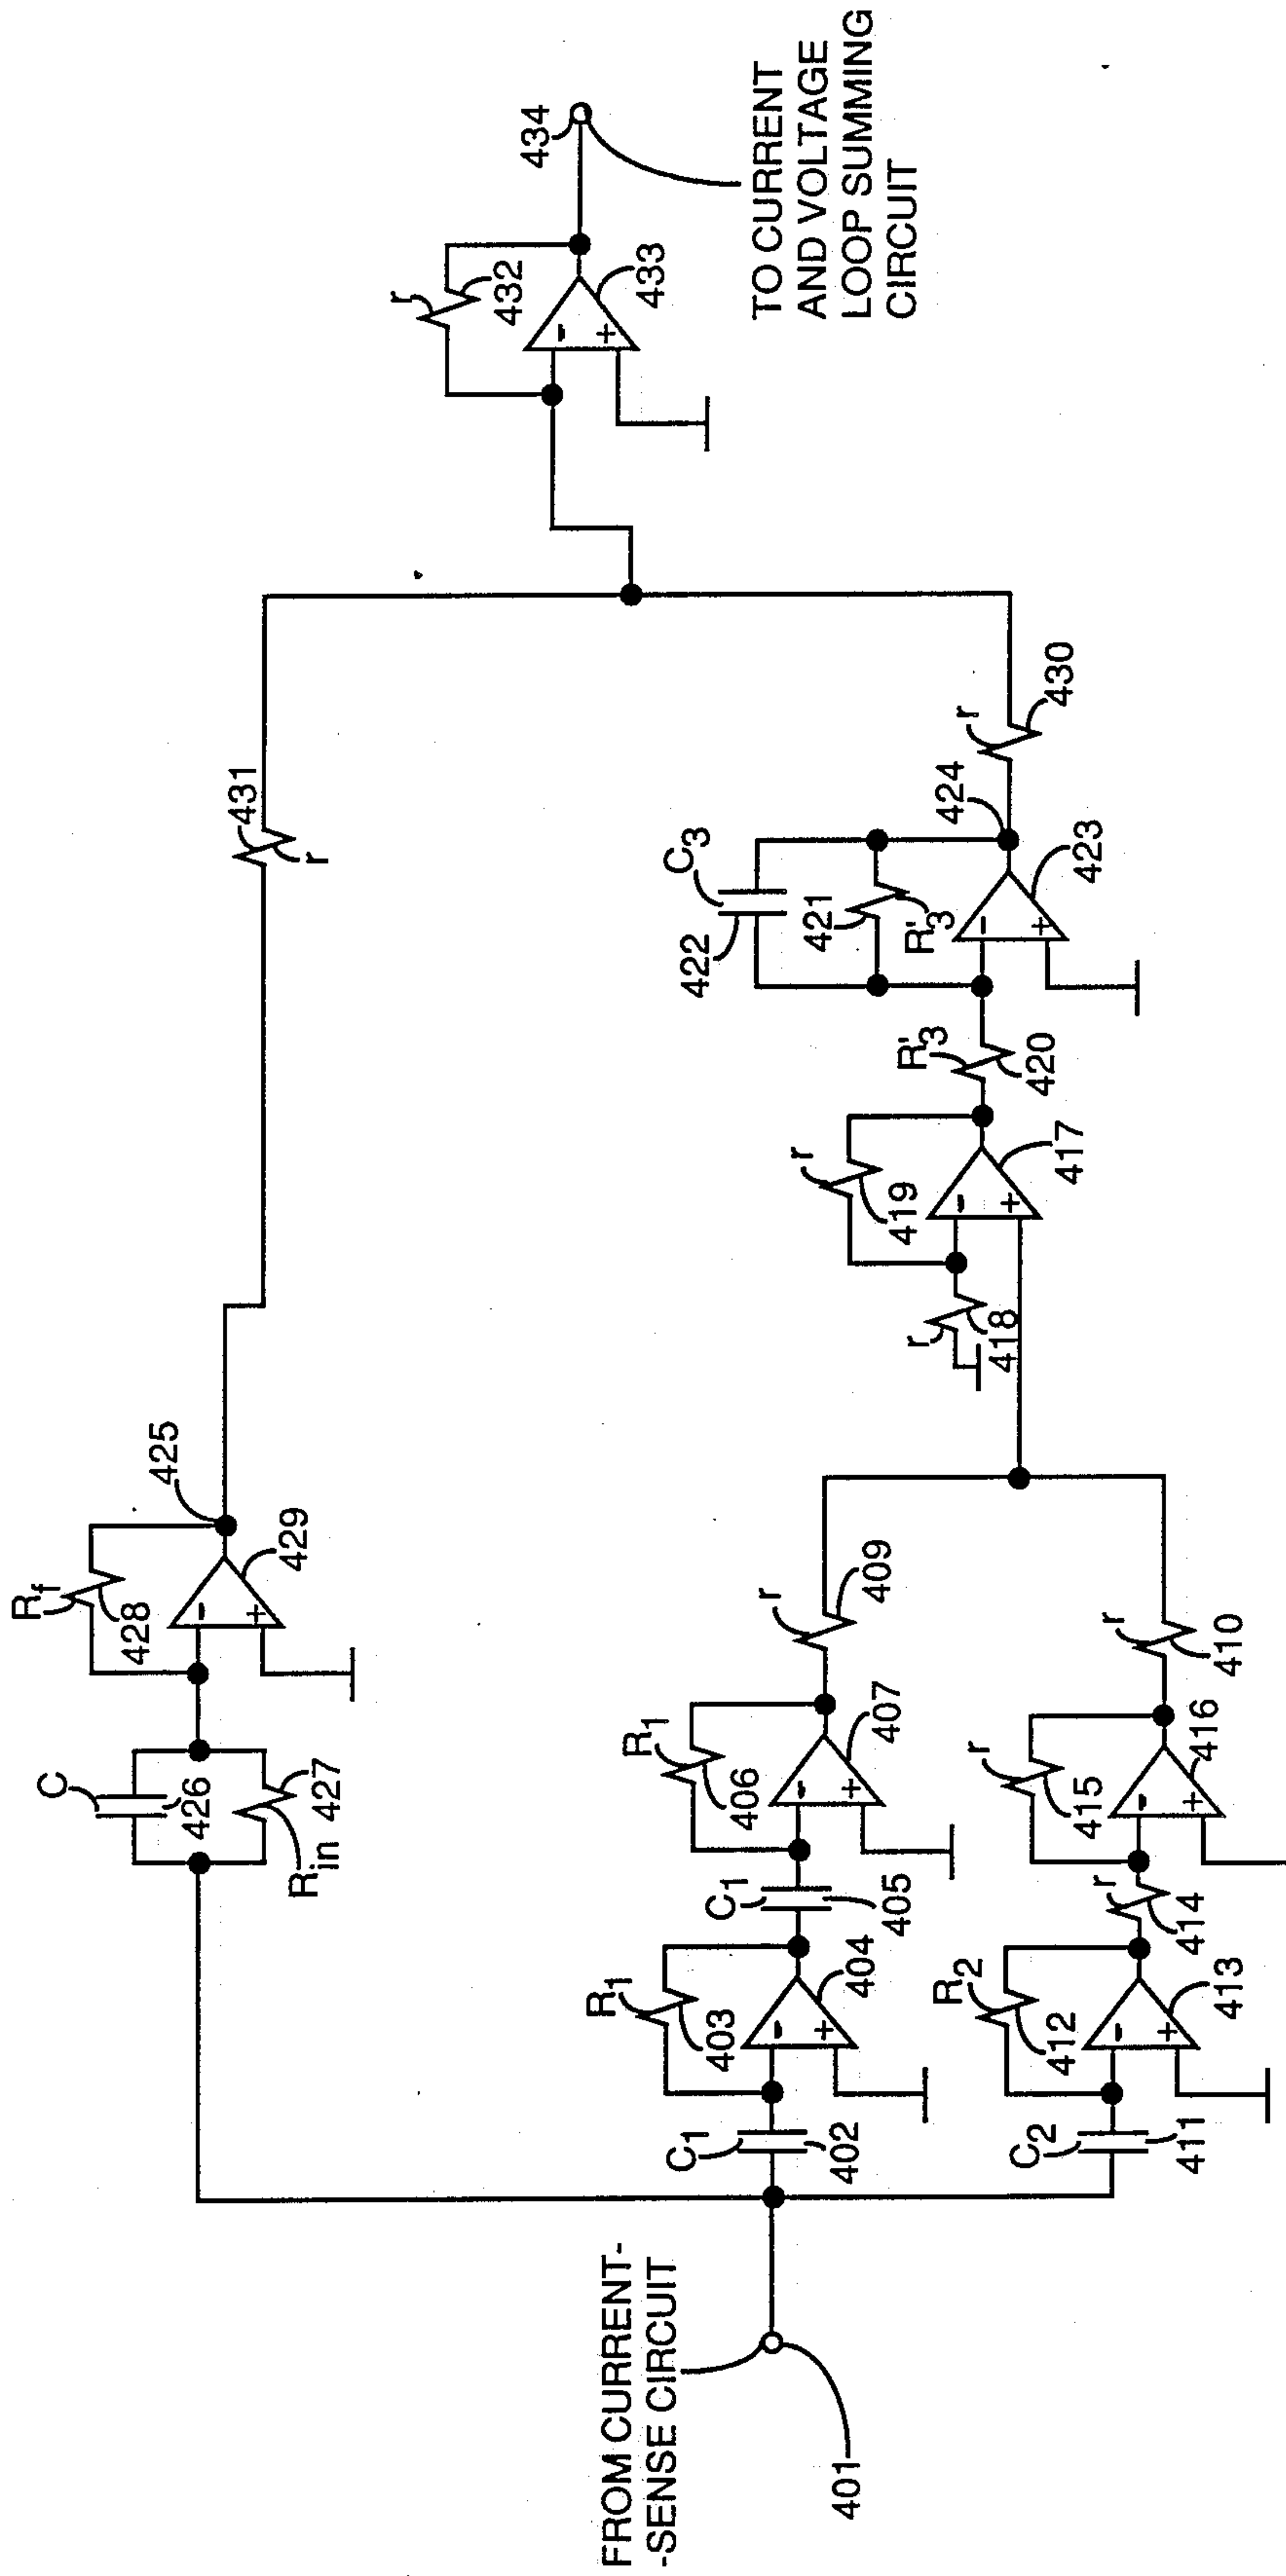 FROM CURRENT-
-SENSE CIRCUIT
401
C
426
Rin
427
Rf
428
425
429
431
r
C1
402
R1
403
404
C1
405
R1
406
407
r
409
C2
411
R2
412
413
r
414
r
415
416
r
410
r
418
r
419
417
R'3
420
C3
422
421
R'3
424
423
r
430
r
432
433
434
TO CURRENT
AND VOLTAGE
LOOP SUMMING
CIRCUIT